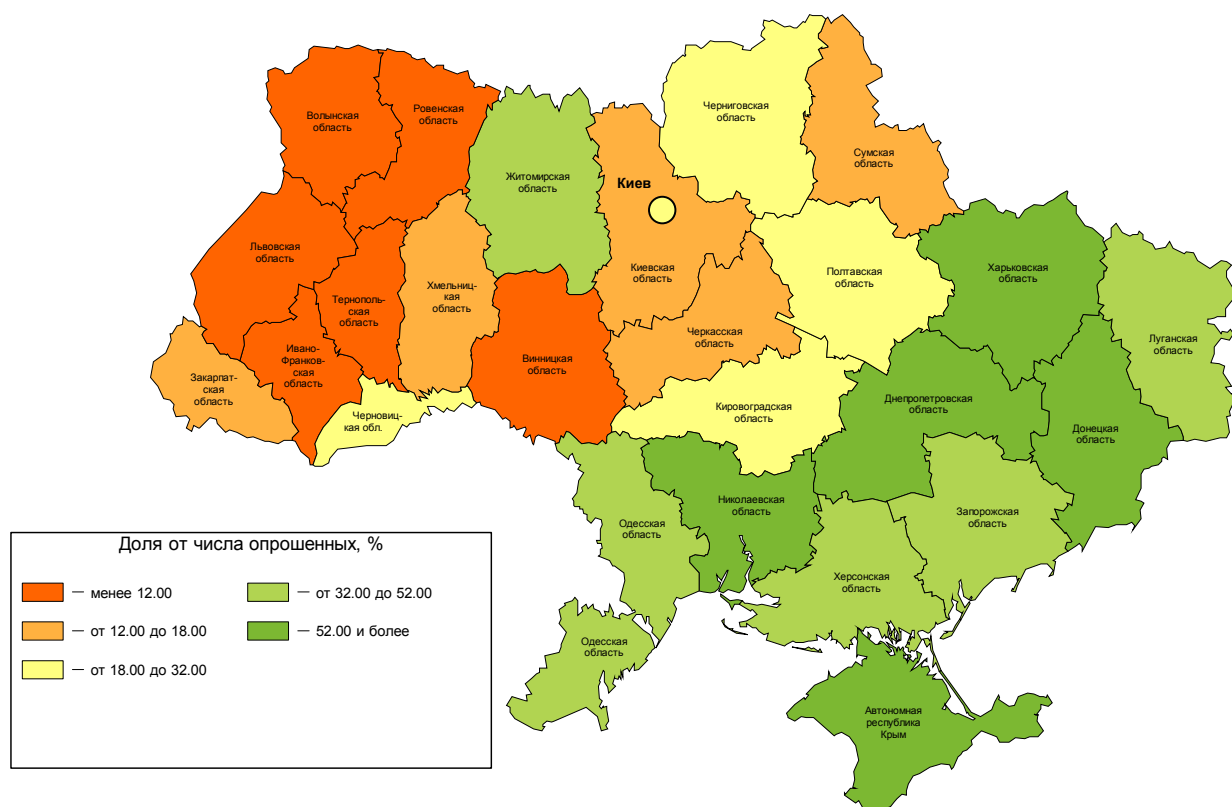 Волынская
область
Ровенская
область
Житомирская
область
Киев
Черниговская
область
Сумская
область
Львовская
область
Тернополь-
ская
область
Хмельниц-
кая
область
Киевская
область
Полтавская
область
Харьковская
область
Луганская
область
Закарпат-
ская
область
Ивано-
Франков-
ская
область
Черновиц-
кая обл.
Винницкая
область
Черкасская
область
Кировоградская
область
Днепропетровская
область
Донецкая
область
Одесская
область
Николаевская
область
Запорожская
область
Херсонская
область
Одесская
область
Автономная
республика
Крым
Доля от числа опрошенных, %
— менее 12.00
— от 12.00 до 18.00
— от 18.00 до 32.00
— от 32.00 до 52.00
— 52.00 и более